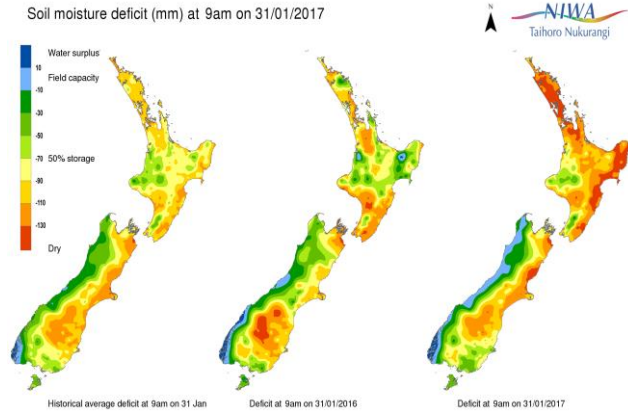 Soil moisture deficit (mm) at 9am on 31/01/2017
NIWA
Taihoro Nukurangi
Water surplus
10
Field capacity
-10
-30
-50
50% storage
-70
-90
-110
-130
Dry
Historical average deficit at 9am on 31 Jan
Deficit at 9am on 31/01/2016
Deficit at 9am on 31/01/2017